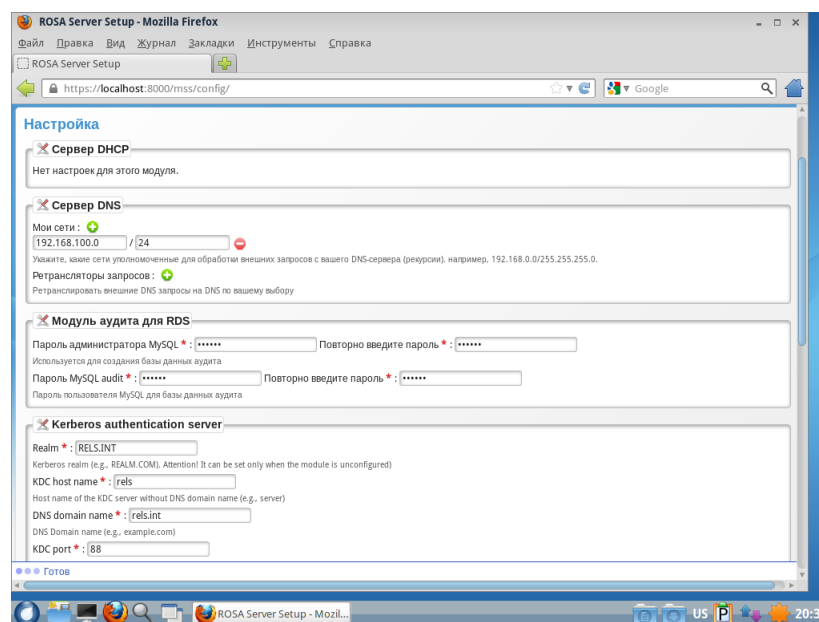 ROSA Server Setup - Mozilla Firefox
Файл Правка Вид Журнал Закладки Инструменты Справка
ROSA Server Setup
https://localhost:8000/mss/config/ Google
Настройка
Сервер DHCP
Нет настроек для этого модуля.
Сервер DNS
Мои сети :
192.168.100.0 / 24
Укажите, какие сети уполномоченные для обработки внешних запросов с вашего DNS-сервера (рекурсии). например, 192.168.0.0/255.255.255.0.
Ретрансляторы запросов :
Ретранслировать внешние DNS запросы на DNS по вашему выбору
Модуль аудита для RDS
Пароль администратора MySQL * : •••••• Повторно введите пароль * : ••••••
Используется для создания базы данных аудита
Пароль MySQL audit * : •••••• Повторно введите пароль * : ••••••
Пароль пользователя MySQL для базы данных аудита
Kerberos authentication server
Realm * : RELS.INT
Kerberos realm (e.g., REALM.COM). Attention! It can be set only when the module is unconfigured)
KDC host name * : rels
Host name of the KDC server without DNS domain name (e.g., server)
DNS domain name * : rels.int
DNS Domain name (e.g., example.com)
KDC port * : 88
Готов
ROSA Server Setup - Mozil... US P 20:3